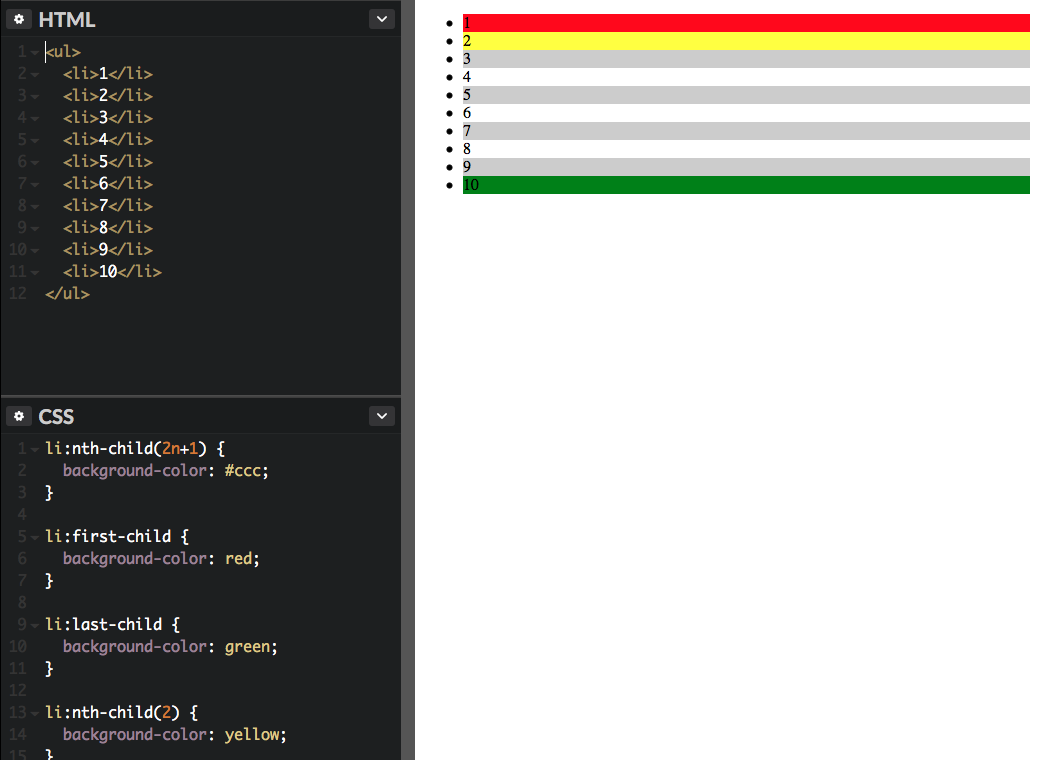 HTML
1 <ul>
2 <li>1</li>
3 <li>2</li>
4 <li>3</li>
5 <li>4</li>
6 <li>5</li>
7 <li>6</li>
8 <li>7</li>
9 <li>8</li>
10 <li>9</li>
11 <li>10</li>
12 </ul>
CSS
1 li:nth-child(2n+1) {
2 background-color: #ccc;
3 }
4
5 li:first-child {
6 background-color: red;
7 }
8
9 li:last-child {
10 background-color: green;
11 }
12
13 li:nth-child(2) {
14 background-color: yellow;
15 }
1
2
3
4
5
6
7
8
9
10